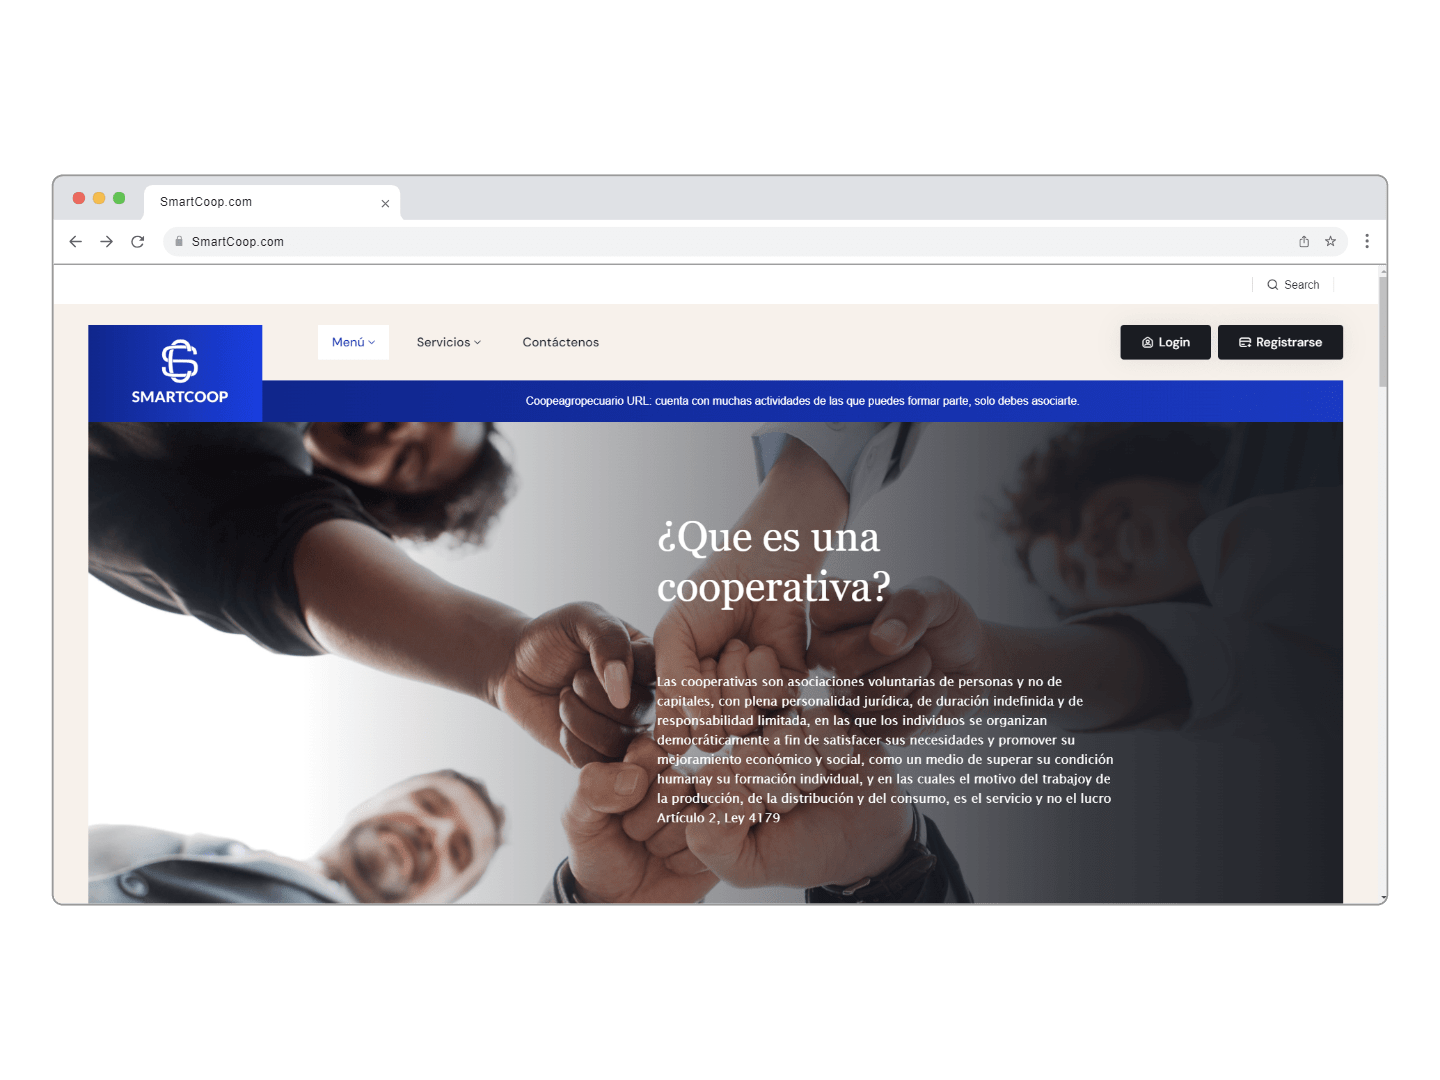 SmartCoop.com
SmartCoop.com
Search
SMARTCOOP
Menú
Servicios
Contáctenos
Login
Registrarse
Coopeagropecuario URL: cuenta con muchas actividades de las que puedes formar parte, solo debes asociarte.
¿Que es una
cooperativa?
Las cooperativas son asociaciones voluntarias de personas y no de
capitales, con plena personalidad jurídica, de duración indefinida y de
responsabilidad limitada, en las que los individuos se organizan
democráticamente a fin de satisfacer sus necesidades y promover su
mejoramiento económico y social, como un medio de superar su condición
humanay su formación individual, y en las cuales el motivo del trabajoy de
la producción, de la distribución y del consumo, es el servicio y no el lucro
Artículo 2, Ley 4179